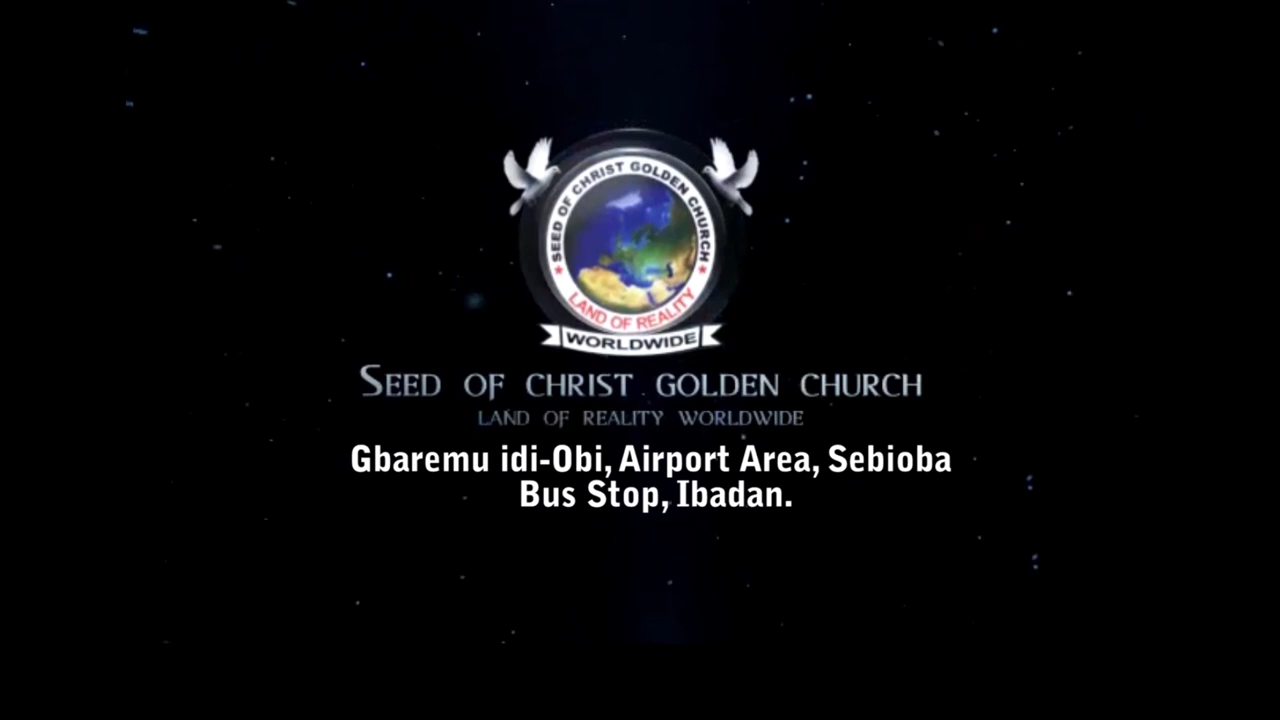 SEED OF CHRIST GOLDEN CHURCH
LAND OF REALITY
WORLDWIDE
SEED OF CHRIST GOLDEN CHURCH
LAND OF REALITY WORLDWIDE
Gbaremu idi-Obi, Airport Area, Sebioba
Bus Stop, Ibadan.